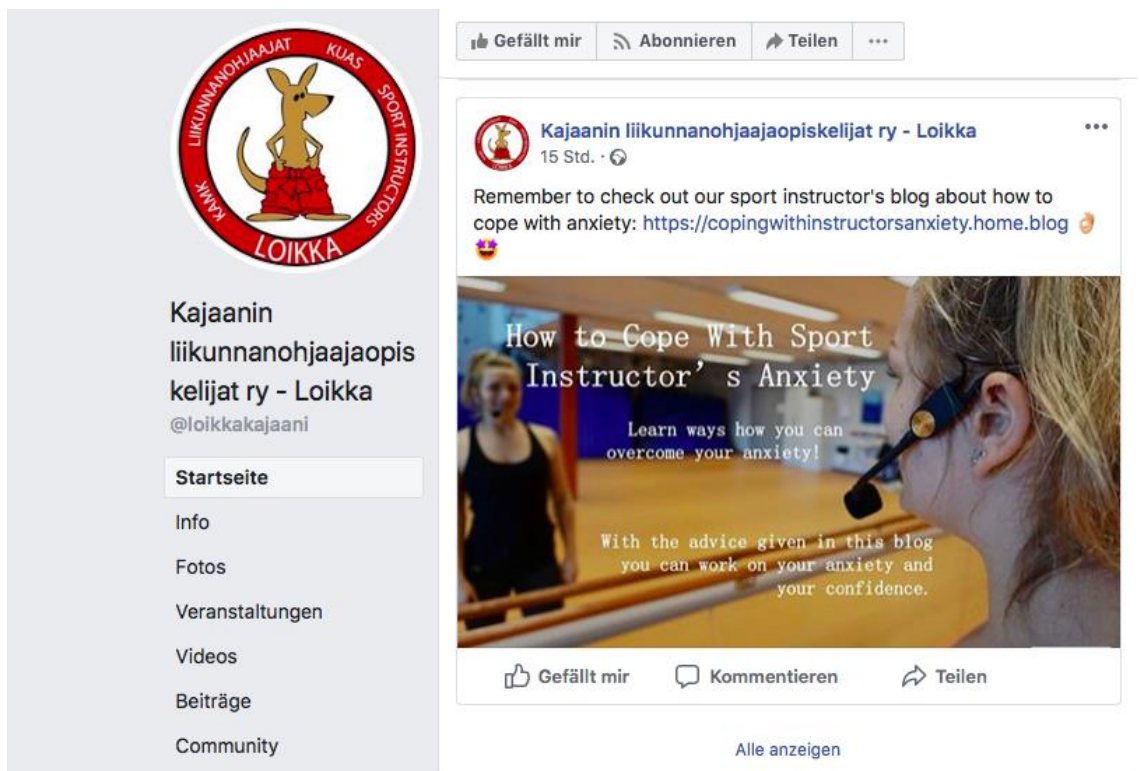 LIIKUNNANOHJAAJAT KUAS SPORT INSTRUCTORS
KAMK
LOIKKA
Kajaanin
liikunnanohjaajaopis
kelijat ry - Loikka
@loikkakajaani
Startseite
Info
Fotos
Veranstaltungen
Videos
Beiträge
Community
Gefällt mir Abonnieren Teilen ...
LOIKKA
Kajaanin liikunnanohjaajaopiskelijat ry - Loikka ...
15 Std. ·
Remember to check out our sport instructor's blog about how to
cope with anxiety: https://copingwithinstructorsanxiety.home.blog 👌🏼
🤩
How to Cope With Sport
Instructor's Anxiety
Learn ways how you can
overcome your anxiety!
With the advice given in this blog
you can work on your anxiety and
your confidence.
Gefällt mir Kommentieren Teilen
Alle anzeigen